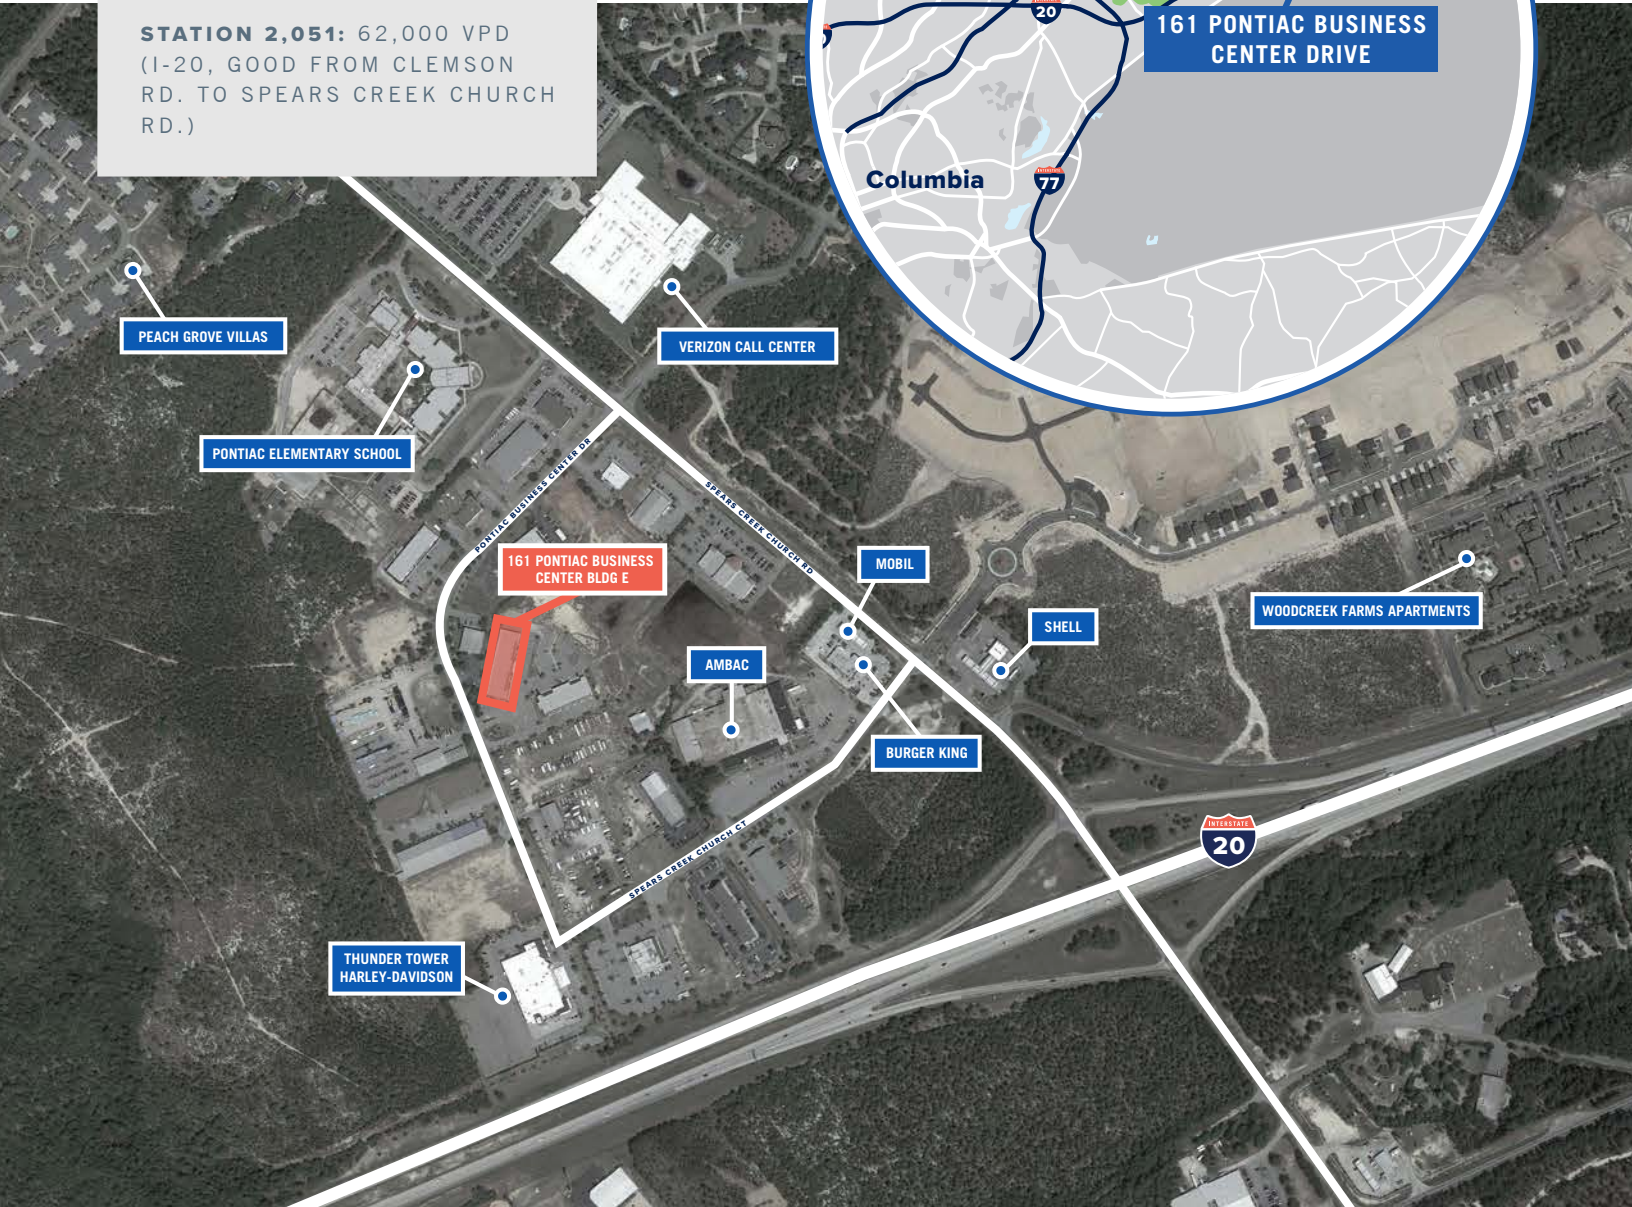 STATION 2,051: 62,000 VPD
(I-20, GOOD FROM CLEMSON
RD. TO SPEARS CREEK CHURCH
RD.)
20
161 PONTIAC BUSINESS
CENTER DRIVE
Columbia
INTERSTATE
77
PEACH GROVE VILLAS
VERIZON CALL CENTER
PONTIAC ELEMENTARY SCHOOL
PONTIAC BUSINESS CENTER DR
SPEARS CREEK CHURCH RD
161 PONTIAC BUSINESS
CENTER BLDG E
MOBIL
WOODCREEK FARMS APARTMENTS
SHELL
AMBAC
BURGER KING
INTERSTATE
20
SPEARS CREEK CHURCH CT
THUNDER TOWER
HARLEY-DAVIDSON